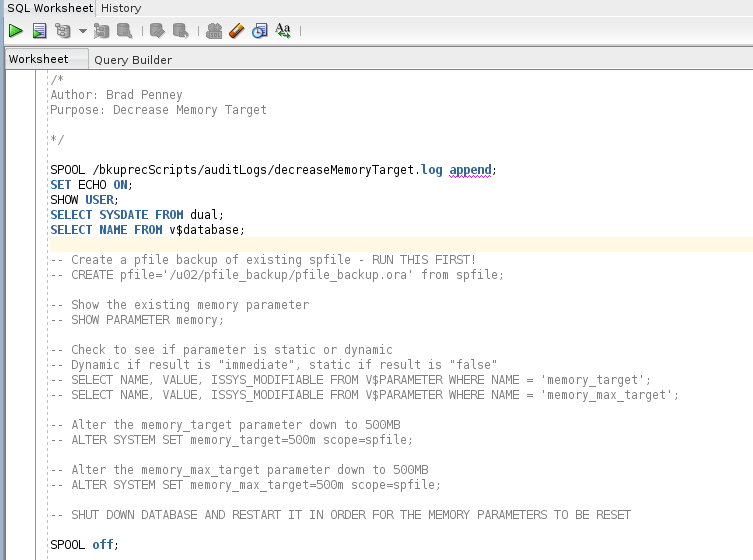 SQL Worksheet History
Worksheet Query Builder
/*
Author: Brad Penney
Purpose: Decrease Memory Target
*/
SPOOL /bkuprecScripts/auditLogs/decreaseMemoryTarget.log append;
SET ECHO ON;
SHOW USER;
SELECT SYSDATE FROM dual;
SELECT NAME FROM v$database;
-- Create a pfile backup of existing spfile - RUN THIS FIRST!
-- CREATE pfile='/u02/pfile_backup/pfile_backup.ora' from spfile;
-- Show the existing memory parameter
-- SHOW PARAMETER memory;
-- Check to see if parameter is static or dynamic
-- Dynamic if result is "immediate", static if result is "false"
-- SELECT NAME, VALUE, ISSYS_MODIFIABLE FROM V$PARAMETER WHERE NAME = 'memory_target';
-- SELECT NAME, VALUE, ISSYS_MODIFIABLE FROM V$PARAMETER WHERE NAME = 'memory_max_target';
-- Alter the memory_target parameter down to 500MB
-- ALTER SYSTEM SET memory_target=500m scope=spfile;
-- Alter the memory_max_target parameter down to 500MB
-- ALTER SYSTEM SET memory_max_target=500m scope=spfile;
-- SHUT DOWN DATABASE AND RESTART IT IN ORDER FOR THE MEMORY PARAMETERS TO BE RESET
SPOOL off;